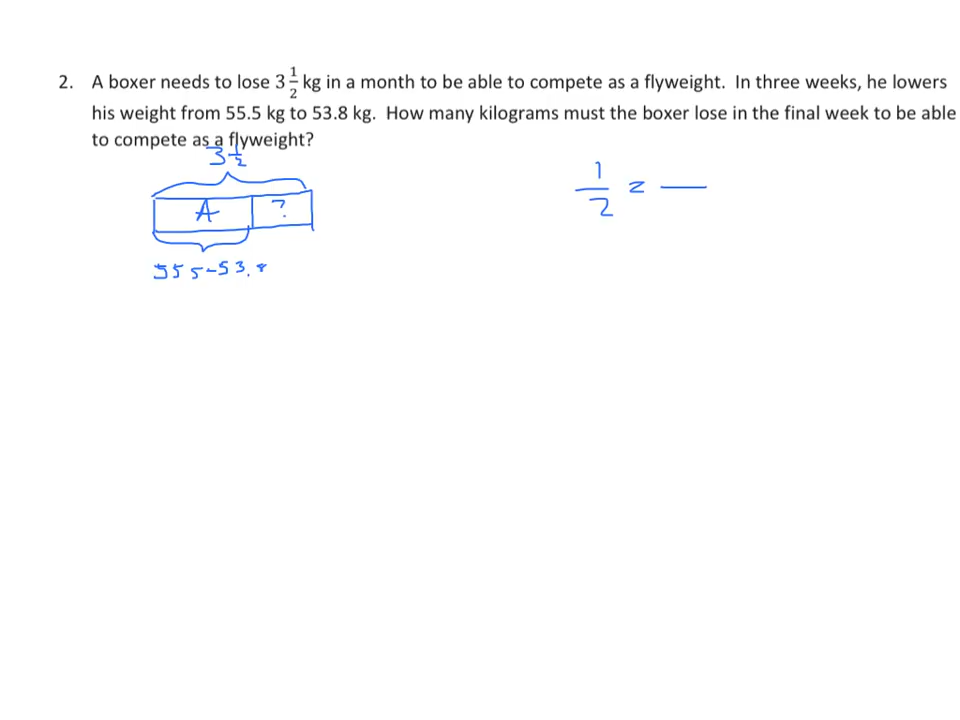 2. A boxer needs to lose 3 1/2 kg in a month to be able to compete as a flyweight. In three weeks, he lowers
his weight from 55.5 kg to 53.8 kg. How many kilograms must the boxer lose in the final week to be able
to compete as a flyweight?
3 1/2
A ?
55 5-53.8
1/2 = —